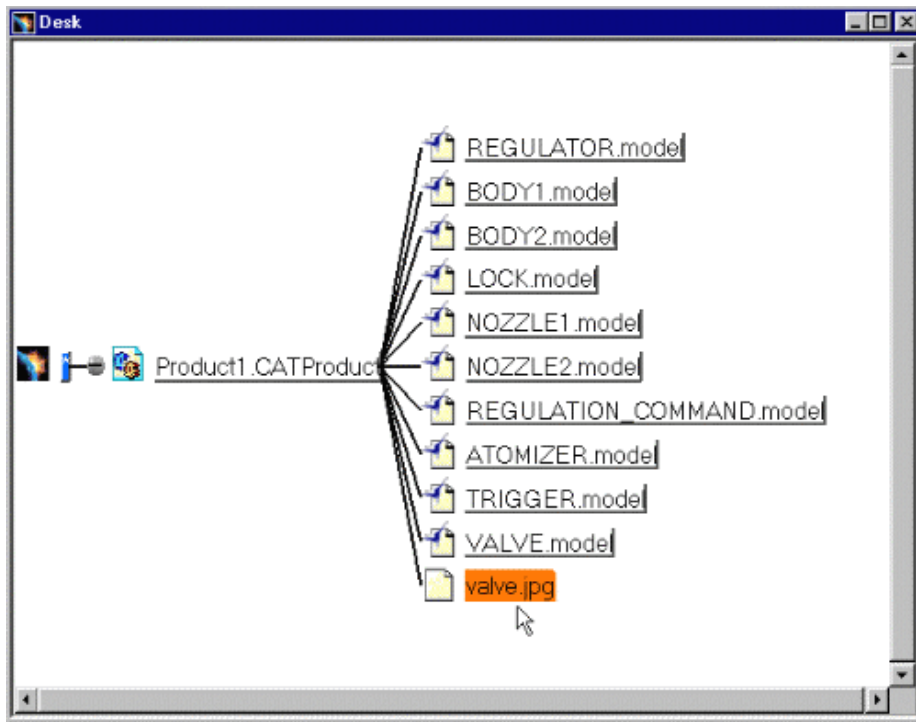 Desk
REGULATOR.model
BODY1.model
BODY2.model
LOCK.model
NOZZLE1.model
Product1.CATProduct
NOZZLE2.model
REGULATION_COMMAND.model
ATOMIZER.model
TRIGGER.model
VALVE.model
valve.jpg